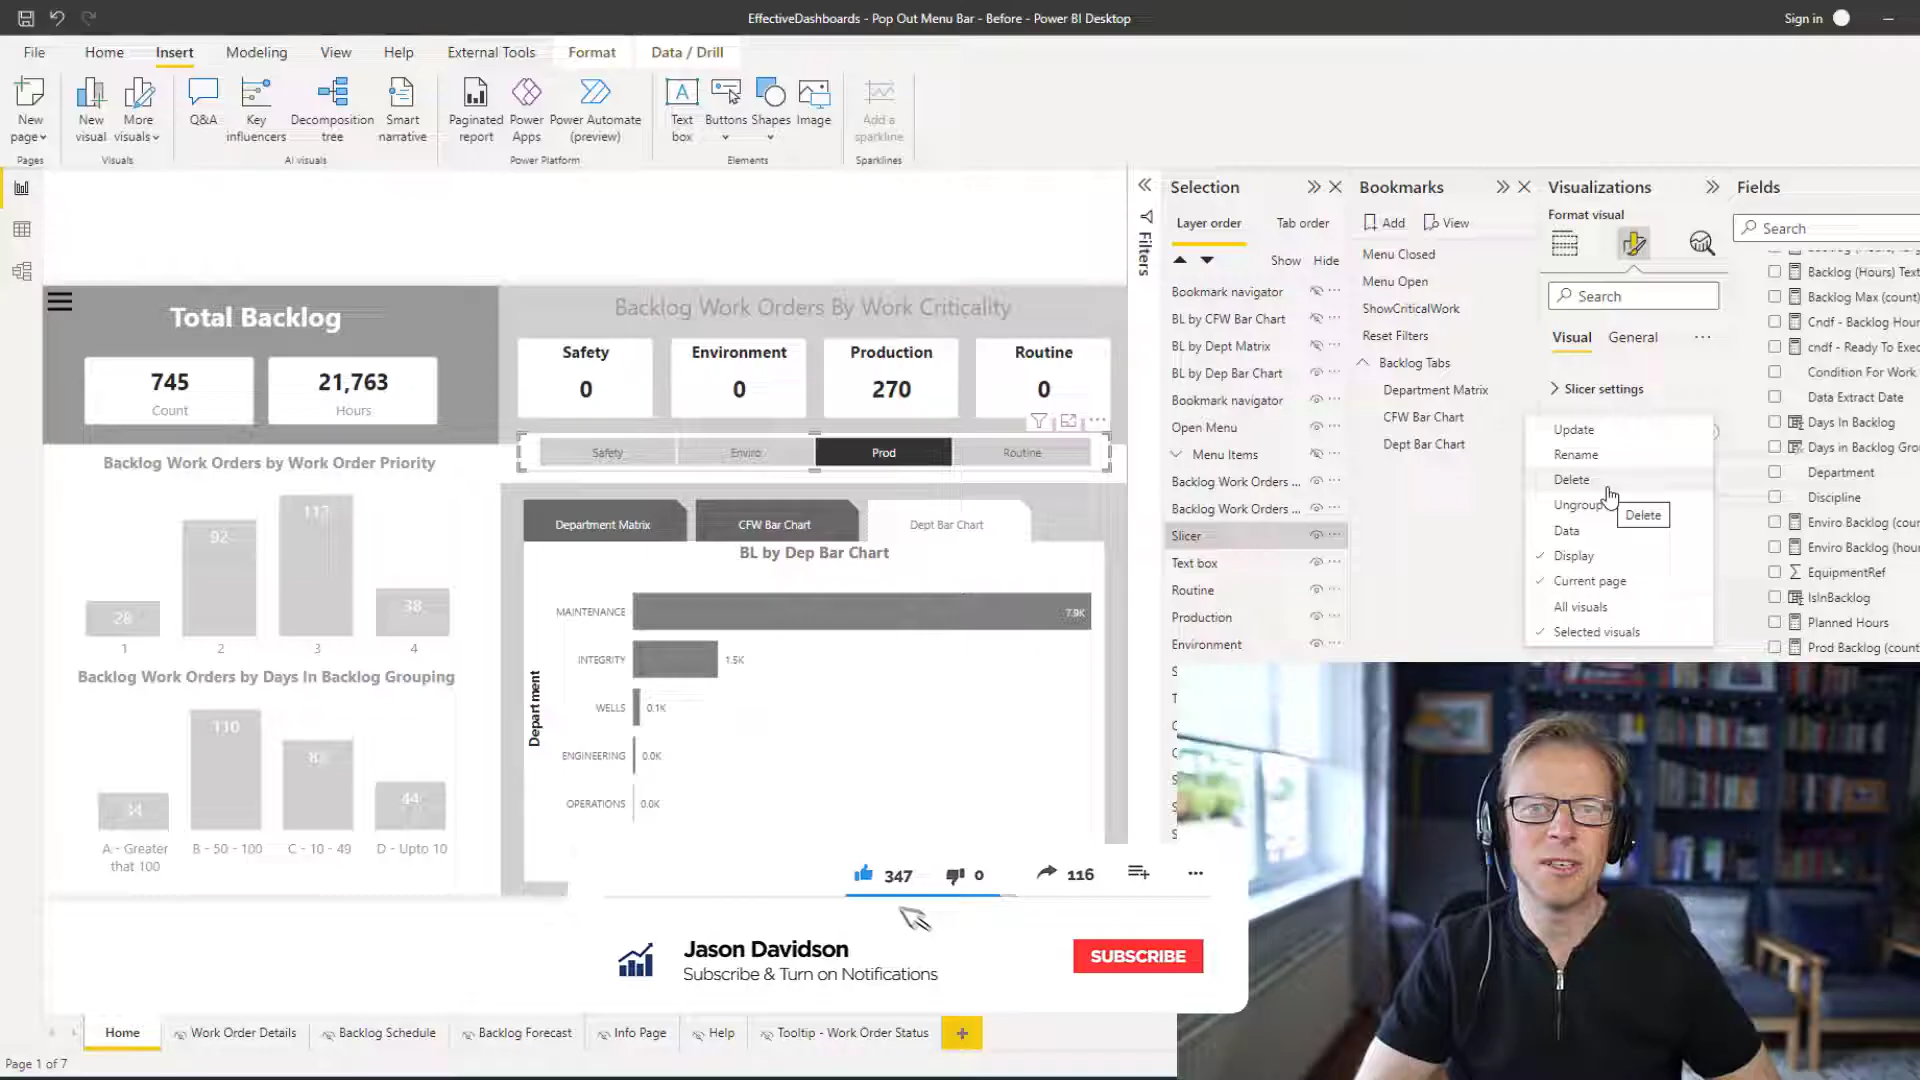 EffectiveDashboards - Pop Out Menu Bar - Before - Power BI Desktop
Sign in
File
Home
Insert
Modeling
View
Help
External Tools
Format
Data / Drill
New
page
New
visual
More
visuals
Q&A
Key
influencers
Decomposition
tree
Smart
narrative
Paginated
report
Power
Apps
Power Automate
(preview)
Text
box
Buttons
Shapes
Image
Add a
sparkline
Pages
Visuals
AI visuals
Power Platform
Elements
Sparklines
Total Backlog
745
Count
21,763
Hours
Backlog Work Orders By Work Criticality
Safety
0
Environment
0
Production
270
Routine
0
Safety
Enviro
Prod
Routine
Backlog Work Orders by Work Order Priority
28
92
117
38
1
2
3
4
Backlog Work Orders by Days In Backlog Grouping
34
110
44
A - Greater
that 100
B - 50 - 100
C - 10 - 49
D - Upto 10
Department Matrix
CFW Bar Chart
Dept Bar Chart
BL by Dep Bar Chart
Department
MAINTENANCE
7.9K
INTEGRITY
1.5K
WELLS
0.1K
ENGINEERING
0.0K
OPERATIONS
0.0K
Filters
Selection
Layer order
Tab order
Show
Hide
Bookmark navigator
BL by CFW Bar Chart
BL by Dept Matrix
BL by Dep Bar Chart
Bookmark navigator
Open Menu
Menu Items
Backlog Work Orders ...
Backlog Work Orders ...
Slicer
Text box
Routine
Production
Environment
Bookmarks
Add
View
Menu Closed
Menu Open
ShowCriticalWork
Reset Filters
Backlog Tabs
Department Matrix
CFW Bar Chart
Dept Bar Chart
Visualizations
Format visual
Search
Visual
General
Slicer settings
Update
Rename
Delete
Ungroup
Delete
Data
Display
Current page
All visuals
Selected visuals
Fields
Search
Backlog (Hours) Text
Backlog Max (count)
Cndf - Backlog Hour
cndf - Ready To Exec
Condition For Work
Data Extract Date
Days In Backlog
Days in Backlog Gro
Department
Discipline
Enviro Backlog (cou
Enviro Backlog (hou
EquipmentRef
IsInBacklog
Planned Hours
Prod Backlog (count
347
0
116
Jason Davidson
Subscribe & Turn on Notifications
SUBSCRIBE
Home
Work Order Details
Backlog Schedule
Backlog Forecast
Info Page
Help
Tooltip - Work Order Status
Page 1 of 7